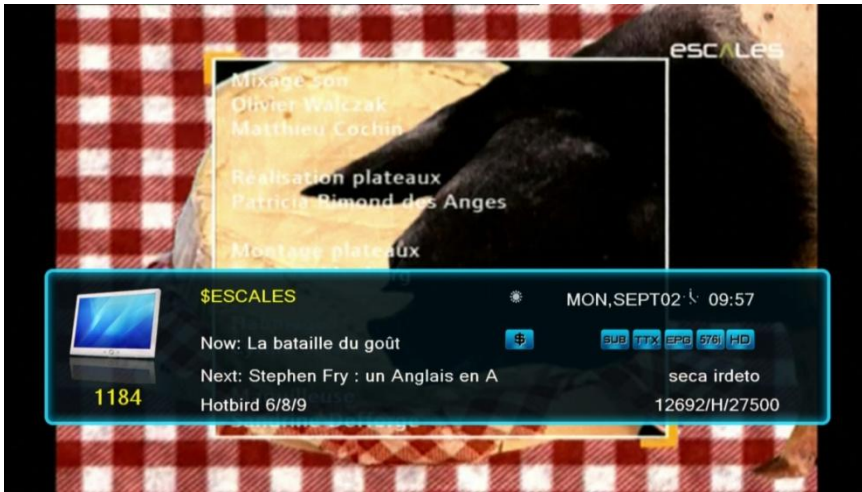 escales
Mixage son
Olivier Walczak
Matthieu Cochin
Réalisation plateaux
Patricia Rimond des Anges
Montage plateaux
$ESCALES
MON,SEPT02 09:57
Now: La bataille du goût
$
SUB TTX EPG 576i HD
Next: Stephen Fry : un Anglais en A
seca irdeto
1184
Hotbird 6/8/9
12692/H/27500